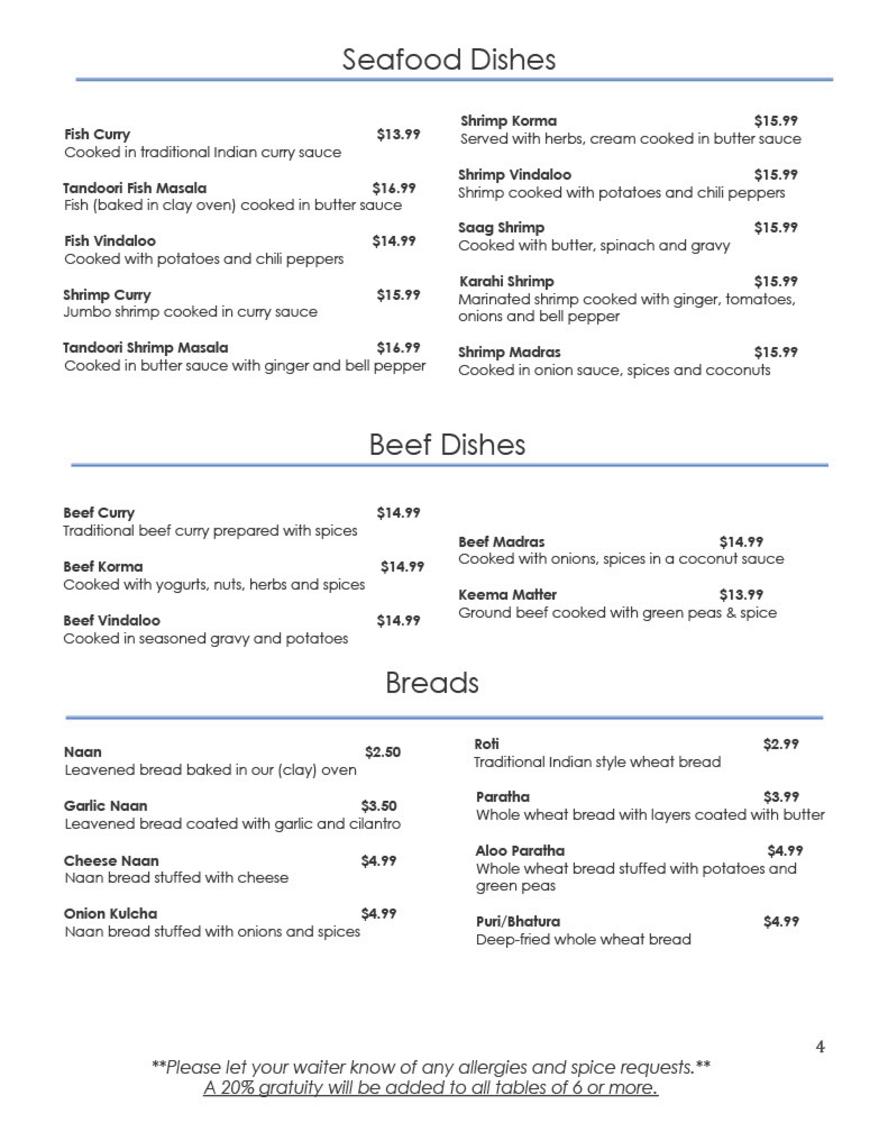 Seafood Dishes
Fish Curry $13.99
Cooked in traditional Indian curry sauce
Tandoori Fish Masala $16.99
Fish (baked in clay oven) cooked in butter sauce
Fish Vindaloo $14.99
Cooked with potatoes and chili peppers
Shrimp Curry $15.99
Jumbo shrimp cooked in curry sauce
Tandoori Shrimp Masala $16.99
Cooked in butter sauce with ginger and bell pepper
Shrimp Korma $15.99
Served with herbs, cream cooked in butter sauce
Shrimp Vindaloo $15.99
Shrimp cooked with potatoes and chili peppers
Saag Shrimp $15.99
Cooked with butter, spinach and gravy
Karahi Shrimp $15.99
Marinated shrimp cooked with ginger, tomatoes,
onions and bell pepper
Shrimp Madras $15.99
Cooked in onion sauce, spices and coconuts
Beef Dishes
Beef Curry $14.99
Traditional beef curry prepared with spices
Beef Korma $14.99
Cooked with yogurts, nuts, herbs and spices
Beef Vindaloo $14.99
Cooked in seasoned gravy and potatoes
Beef Madras $14.99
Cooked with onions, spices in a coconut sauce
Keema Matter $13.99
Ground beef cooked with green peas & spice
Breads
Naan $2.50
Leavened bread baked in our (clay) oven
Garlic Naan $3.50
Leavened bread coated with garlic and cilantro
Cheese Naan $4.99
Naan bread stuffed with cheese
Onion Kulcha $4.99
Naan bread stuffed with onions and spices
Roti $2.99
Traditional Indian style wheat bread
Paratha $3.99
Whole wheat bread with layers coated with butter
Aloo Paratha $4.99
Whole wheat bread stuffed with potatoes and
green peas
Puri/Bhatura $4.99
Deep-fried whole wheat bread
4
**Please let your waiter know of any allergies and spice requests.**
A 20% gratuity will be added to all tables of 6 or more.